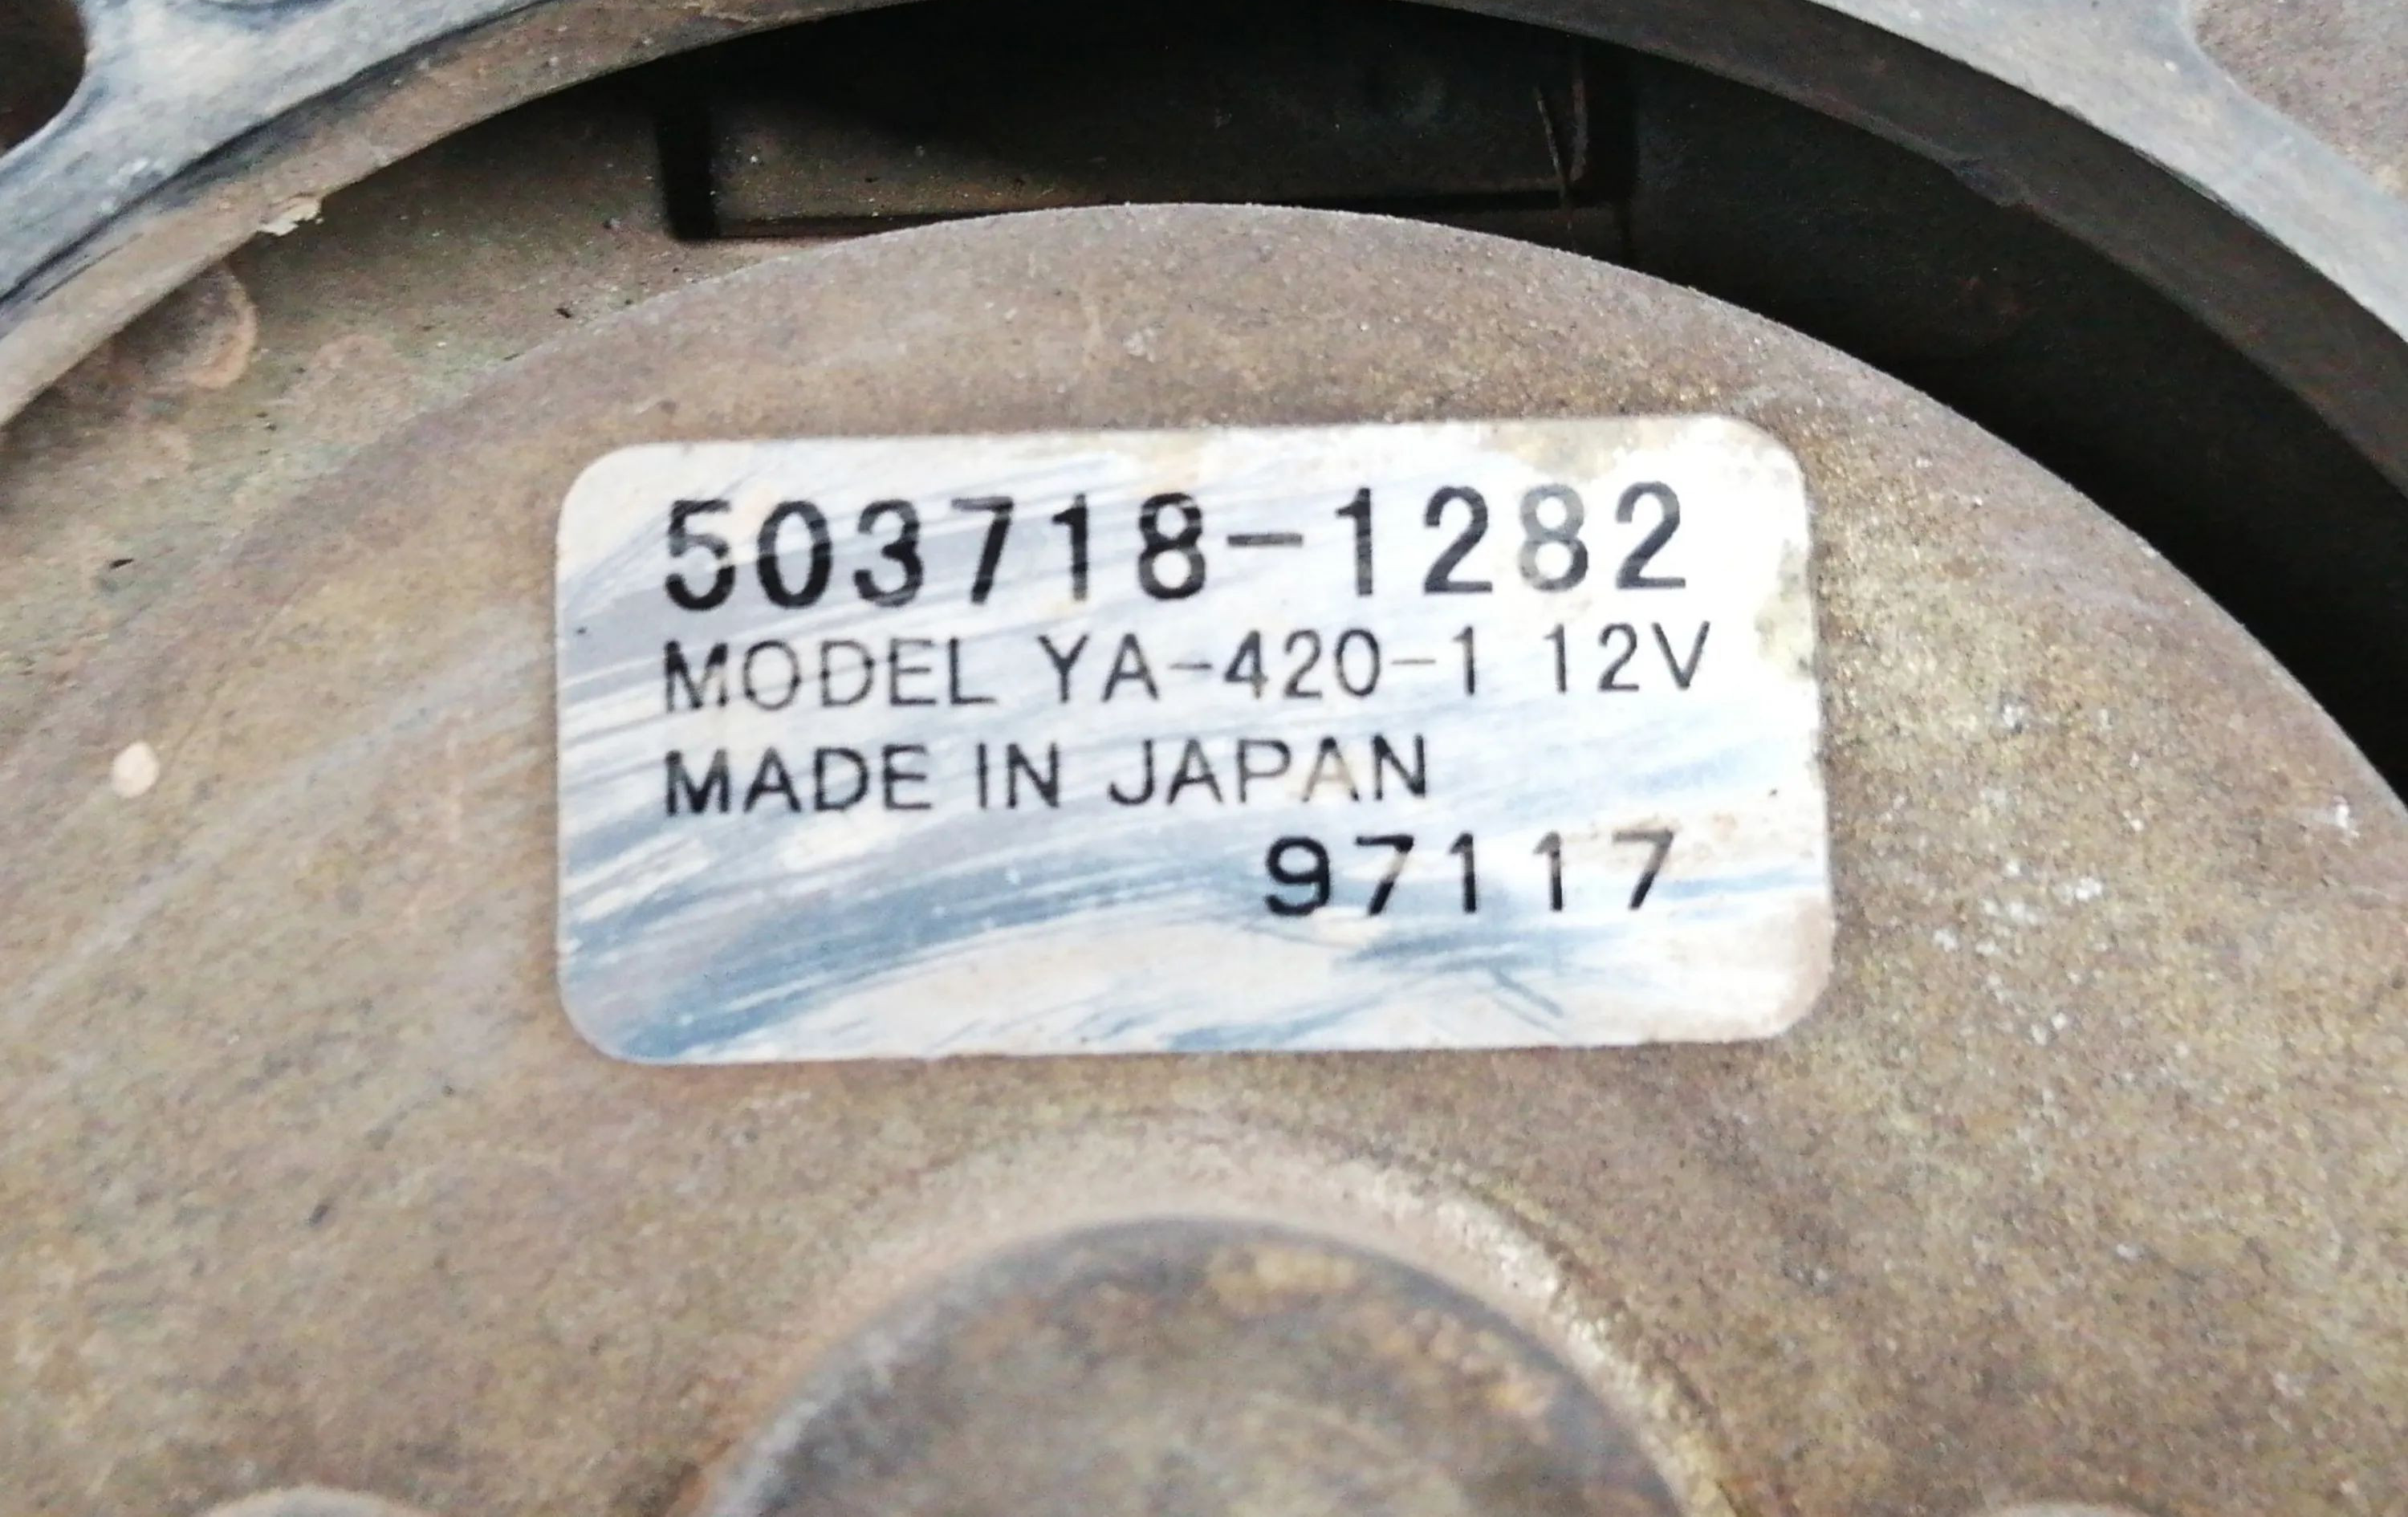 503718-1282
MODEL YA-420-1 12V
MADE IN JAPAN
97117